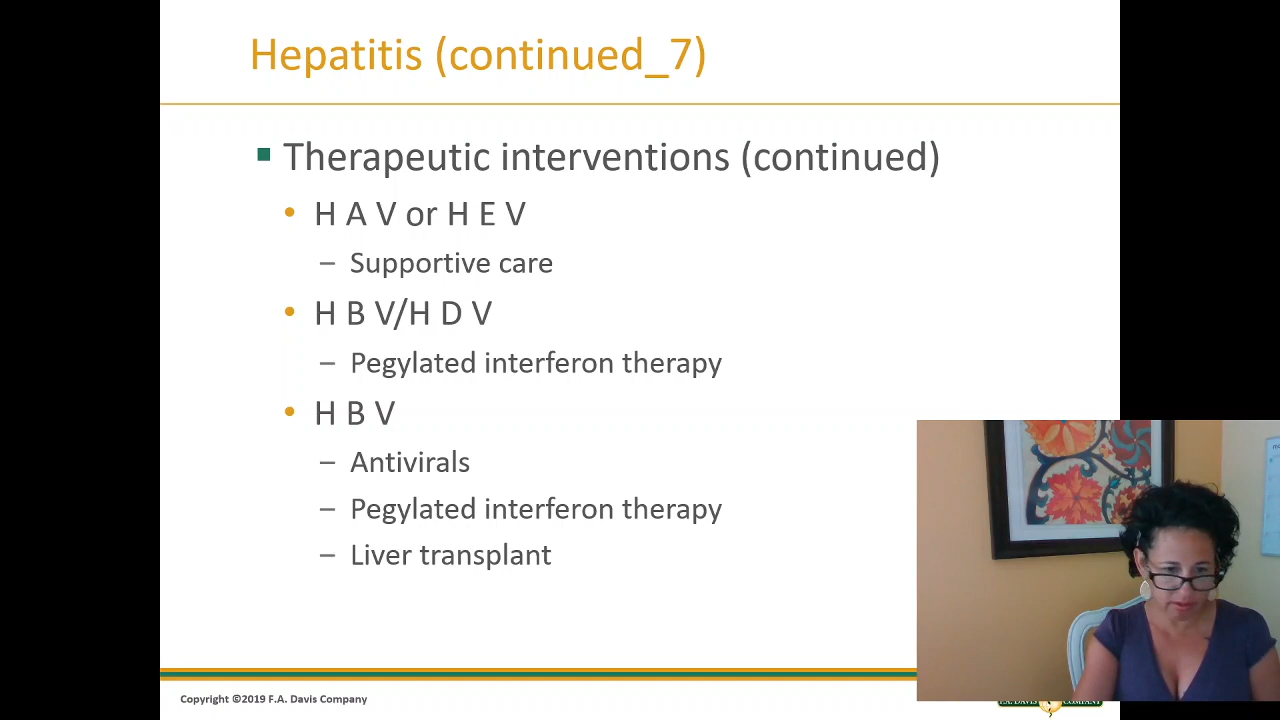 Hepatitis (continued_7)
Therapeutic interventions (continued)
H A V or H E V
– Supportive care
H B V/H D V
– Pegylated interferon therapy
H B V
– Antivirals
– Pegylated interferon therapy
– Liver transplant
Copyright ©2019 F.A. Davis Company